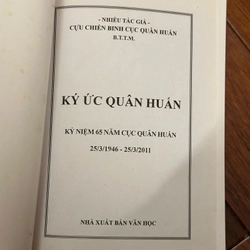 - NHIỀU TÁC GIẢ -
CỰU CHIẾN BINH CỤC QUÂN HUẤN
B.T.T.M.
KÝ ỨC QUÂN HUẤN
KỶ NIỆM 65 NĂM CỤC QUÂN HUẤN
25/3/1946 - 25/3/2011
NHÀ XUẤT BẢN VĂN HỌC